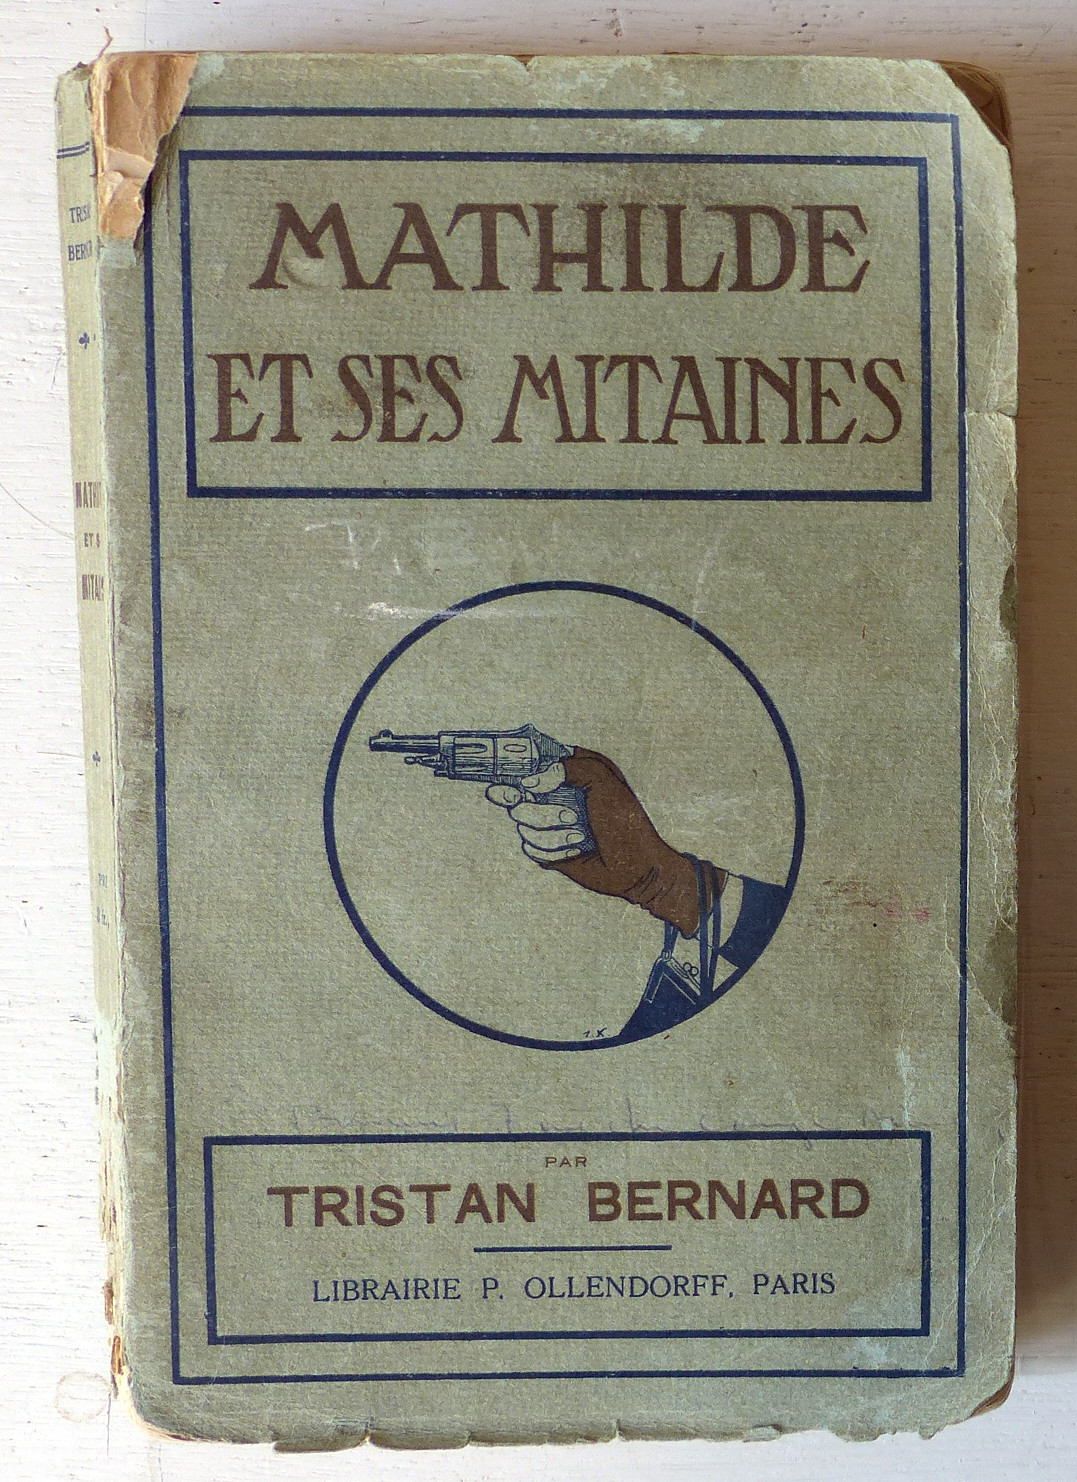 MATHILDE
ET SES MITAINES
PAR
TRISTAN BERNARD
LIBRAIRIE P. OLLENDORFF, PARIS